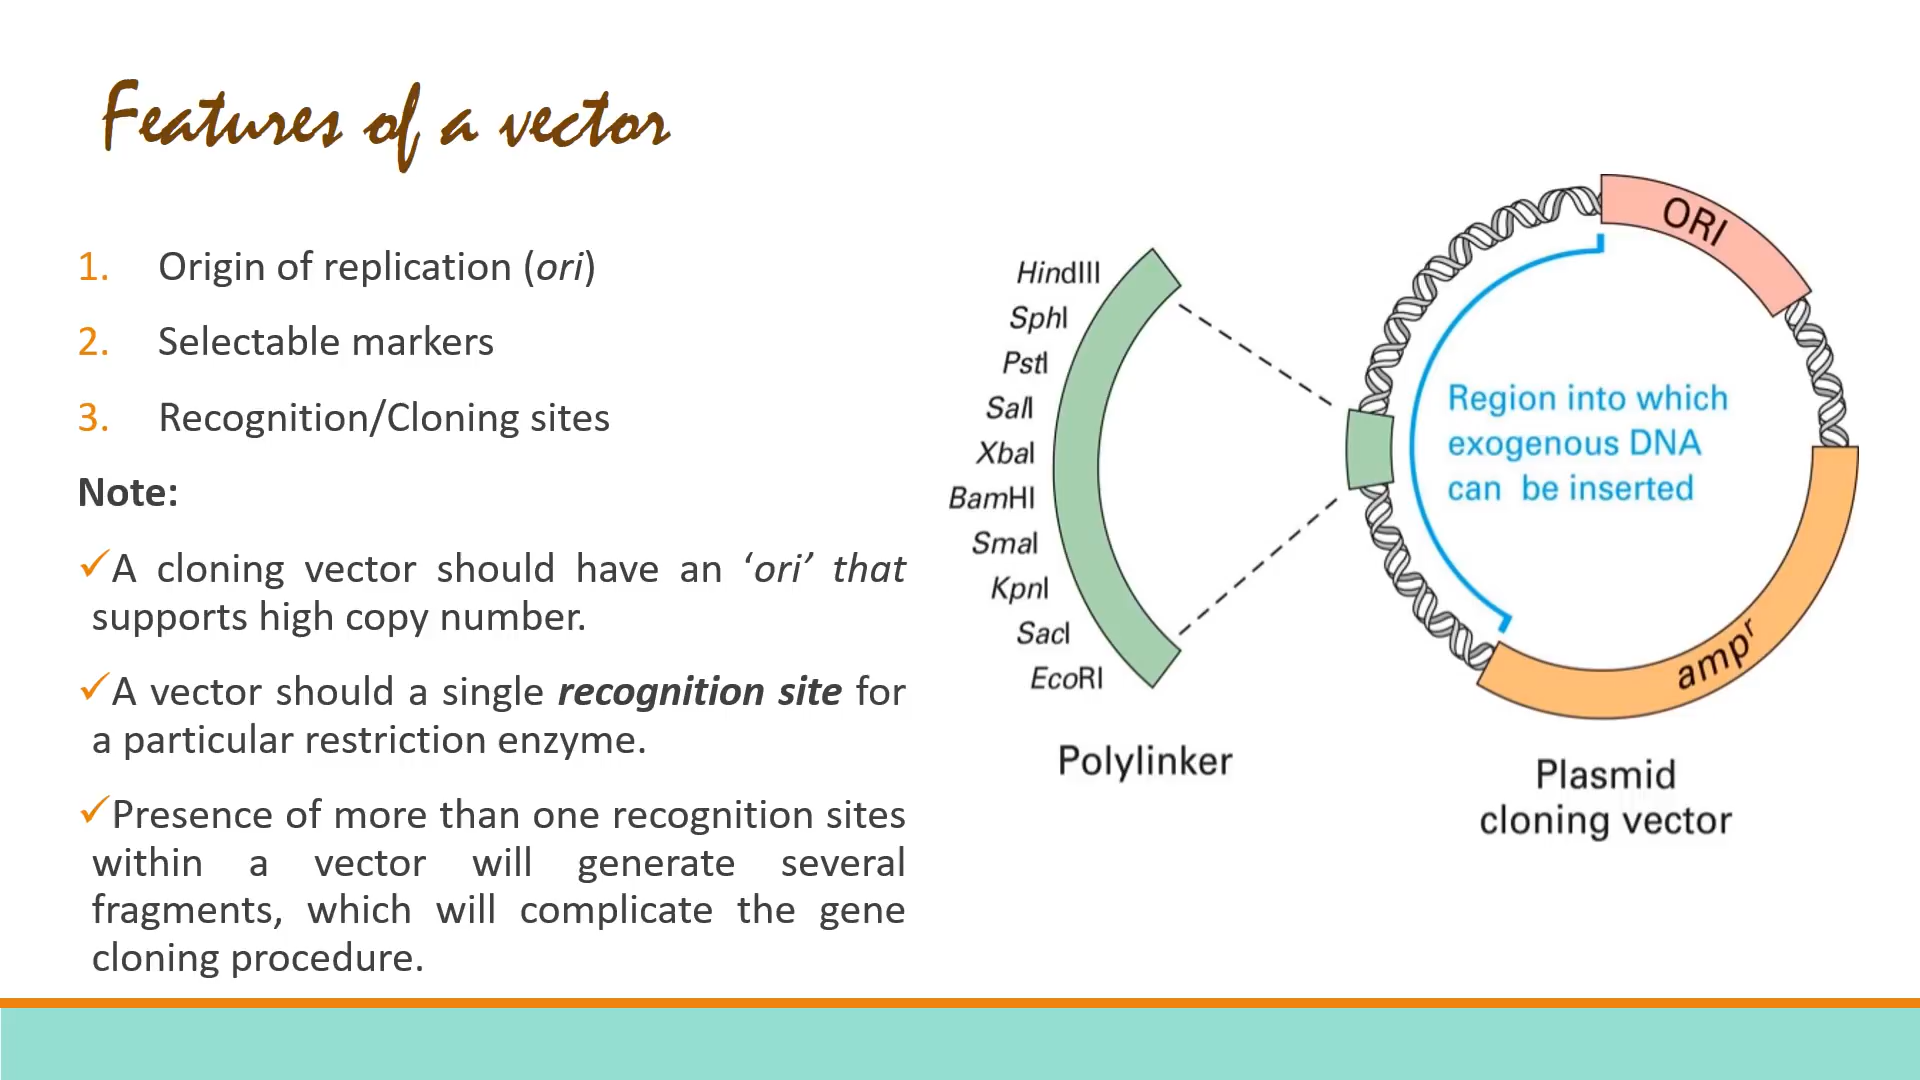 Features of a vector
1. Origin of replication (ori)
2. Selectable markers
3. Recognition/Cloning sites
Note:
✓A cloning vector should have an ‘ori’ that
supports high copy number.
✓A vector should a single recognition site for
a particular restriction enzyme.
✓Presence of more than one recognition sites
within a vector will generate several
fragments, which will complicate the gene
cloning procedure.
HindIII
SphI
PstI
SalI
XbaI
BamHI
SmaI
KpnI
SacI
EcoRI
Polylinker
ORI
Region into which
exogenous DNA
can be inserted
ampʳ
Plasmid
cloning vector